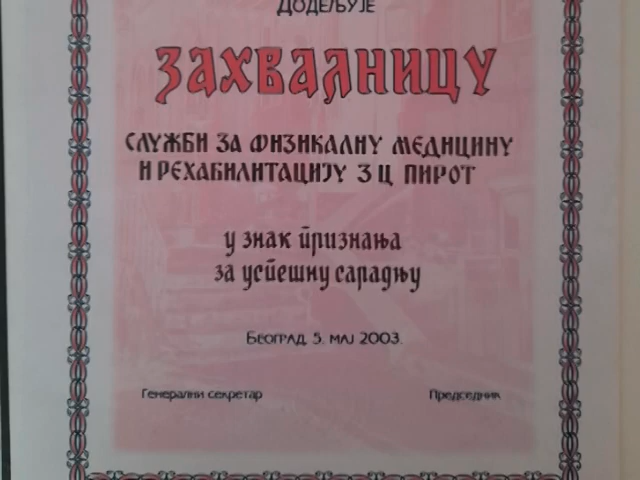 Додељује
ЗАХВАЛНИЦУ
СЛУЖБИ ЗА ФИЗИКАЛНУ МЕДИЦИНУ
И РЕХАБИЛИТАЦИЈУ З Ц ПИРОТ
у знак признања
за успешну сарадњу
Београд, 5. мај 2003.
Генерални секретар
Председник